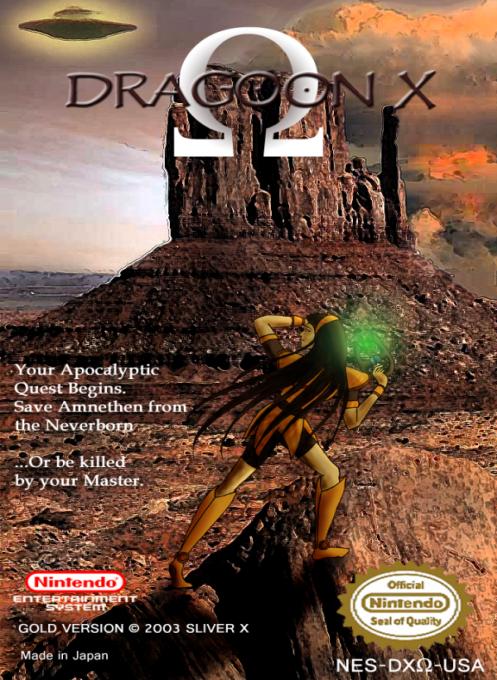 Ω
DRAGOON X
Your Apocalyptic
Quest Begins.
Save Amnethen from
the Neverborn
...Or be killed
by your Master.
Nintendo®
ENTERTAINMENT
SYSTEM™
GOLD VERSION © 2003 SLIVER X
Made in Japan
Official
Nintendo
Seal of Quality
NES-DXΩ-USA